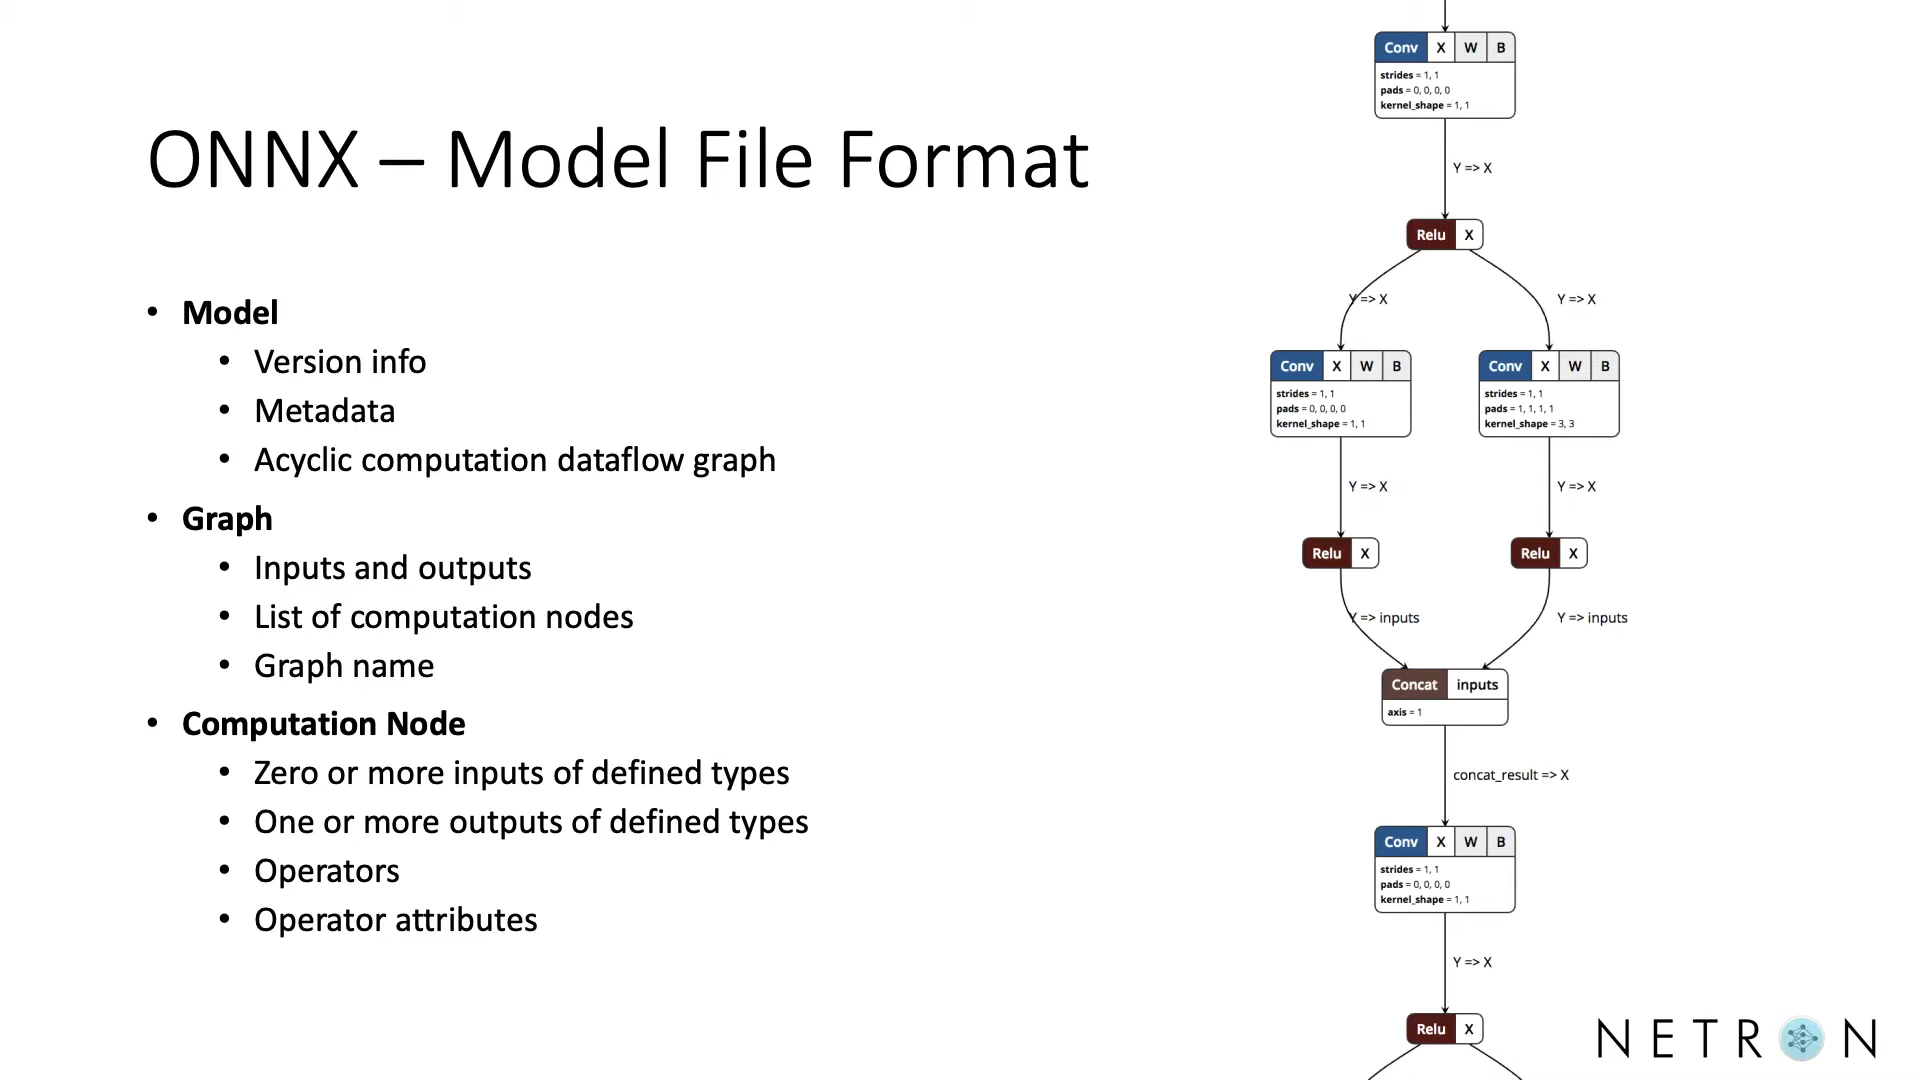 ONNX – Model File Format
• Model
• Version info
• Metadata
• Acyclic computation dataflow graph
• Graph
• Inputs and outputs
• List of computation nodes
• Graph name
• Computation Node
• Zero or more inputs of defined types
• One or more outputs of defined types
• Operators
• Operator attributes
Conv X W B
strides = 1, 1
pads = 0, 0, 0, 0
kernel_shape = 1, 1
Y => X
Relu X
Y => X
Y => X
Conv X W B
strides = 1, 1
pads = 0, 0, 0, 0
kernel_shape = 1, 1
Conv X W B
strides = 1, 1
pads = 1, 1, 1, 1
kernel_shape = 3, 3
Y => X
Y => X
Relu X
Relu X
Y => inputs
Y => inputs
Concat inputs
axis = 1
concat_result => X
Conv X W B
strides = 1, 1
pads = 0, 0, 0, 0
kernel_shape = 1, 1
Y => X
Relu X
NETRON